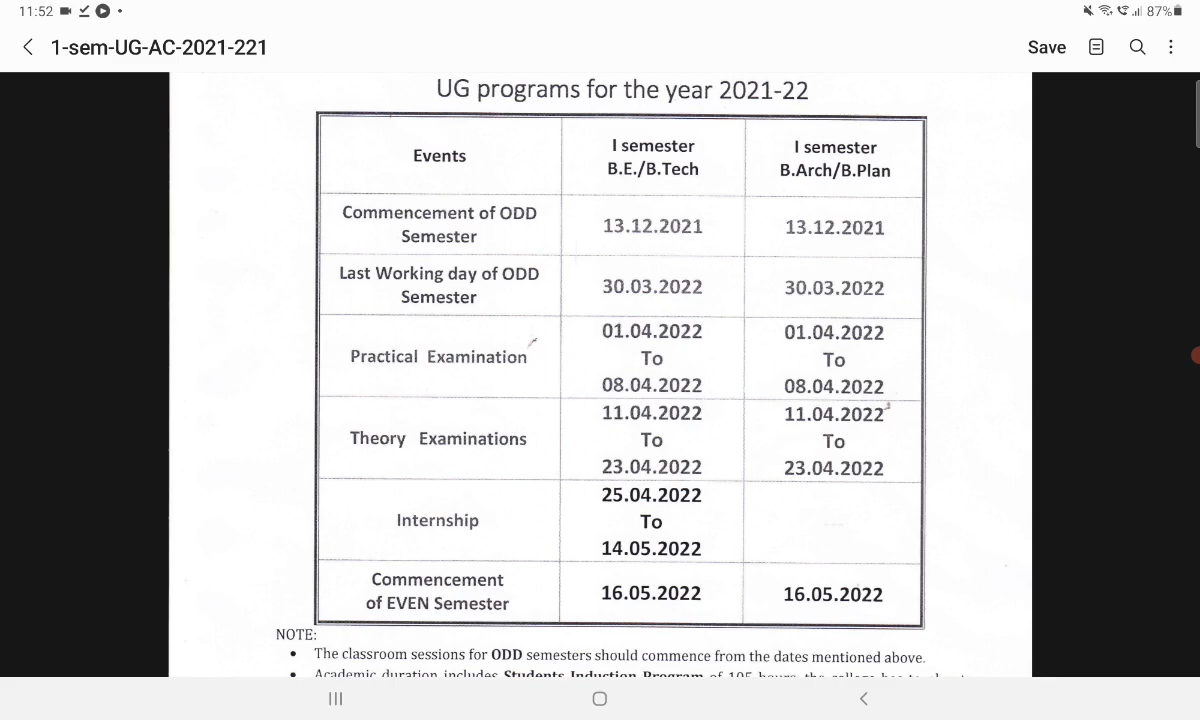 11:52 87%
1-sem-UG-AC-2021-221 Save
UG programs for the year 2021-22
Events
I semester
B.E./B.Tech
I semester
B.Arch/B.Plan
Commencement of ODD
Semester
13.12.2021
13.12.2021
Last Working day of ODD
Semester
30.03.2022
30.03.2022
Practical Examination
01.04.2022
To
08.04.2022
01.04.2022
To
08.04.2022
Theory Examinations
11.04.2022
To
23.04.2022
11.04.2022
To
23.04.2022
Internship
25.04.2022
To
14.05.2022
Commencement
of EVEN Semester
16.05.2022
16.05.2022
NOTE:
• The classroom sessions for ODD semesters should commence from the dates mentioned above.
• Academic duration includes Students Induction Program of 105 hours, the college has to